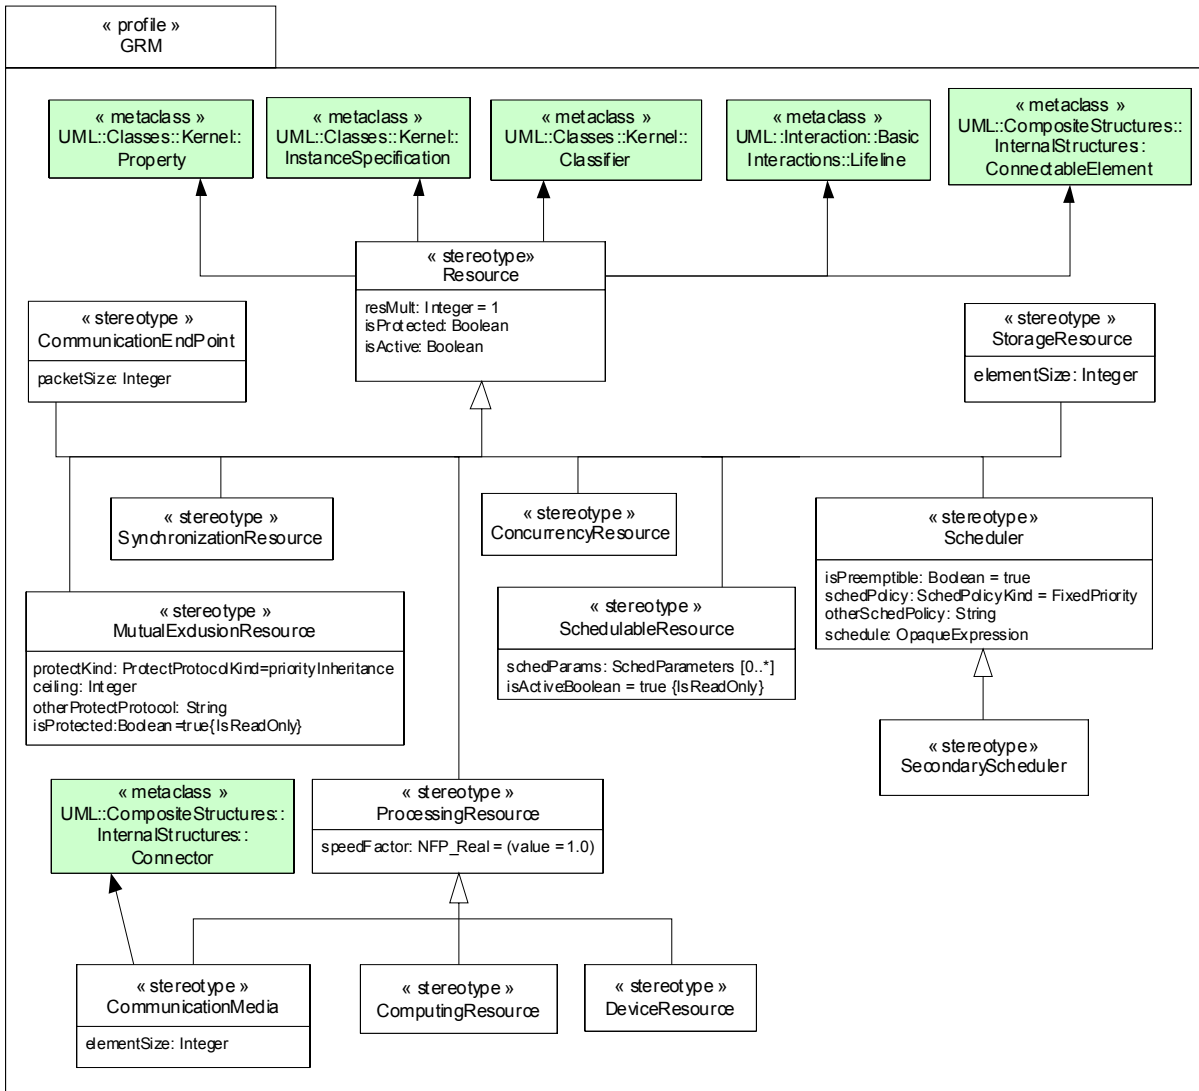 « profile »
GRM
« metaclass »
UML::Classes::Kernel::
Property
« metaclass »
UML::Classes::Kernel::
InstanceSpecification
« metaclass »
UML::Classes::Kernel::
Classifier
« metaclass »
UML::Interaction::Basic
Interactions::Lifeline
« metaclass »
UML::CompositeStructures::
InternalStructures:
ConnectableElement
« stereotype»
Resource
resMult: Integer = 1
isProtected: Boolean
isActive: Boolean
« stereotype »
CommunicationEndPoint
packetSize: Integer
« stereotype »
StorageResource
elementSize: Integer
« stereotype »
SynchronizationResource
« stereotype »
ConcurrencyResource
« stereotype»
Scheduler
isPreemptible: Boolean = true
schedPolicy: SchedPolicyKind = FixedPriority
otherSchedPolicy: String
schedule: OpaqueExpression
« stereotype »
MutualExclusionResource
protectKind: ProtectProtocolKind=priorityInheritance
ceiling: Integer
otherProtectProtocol: String
isProtected:Boolean=true{IsReadOnly}
« stereotype »
SchedulableResource
schedParams: SchedParameters [0..*]
isActiveBoolean = true {IsReadOnly}
« stereotype»
SecondaryScheduler
« metaclass »
UML::CompositeStructures::
InternalStructures::
Connector
« stereotype»
ProcessingResource
speedFactor: NFP_Real = (value =1.0)
« stereotype »
CommunicationMedia
elementSize: Integer
« stereotype »
ComputingResource
« stereotype »
DeviceResource